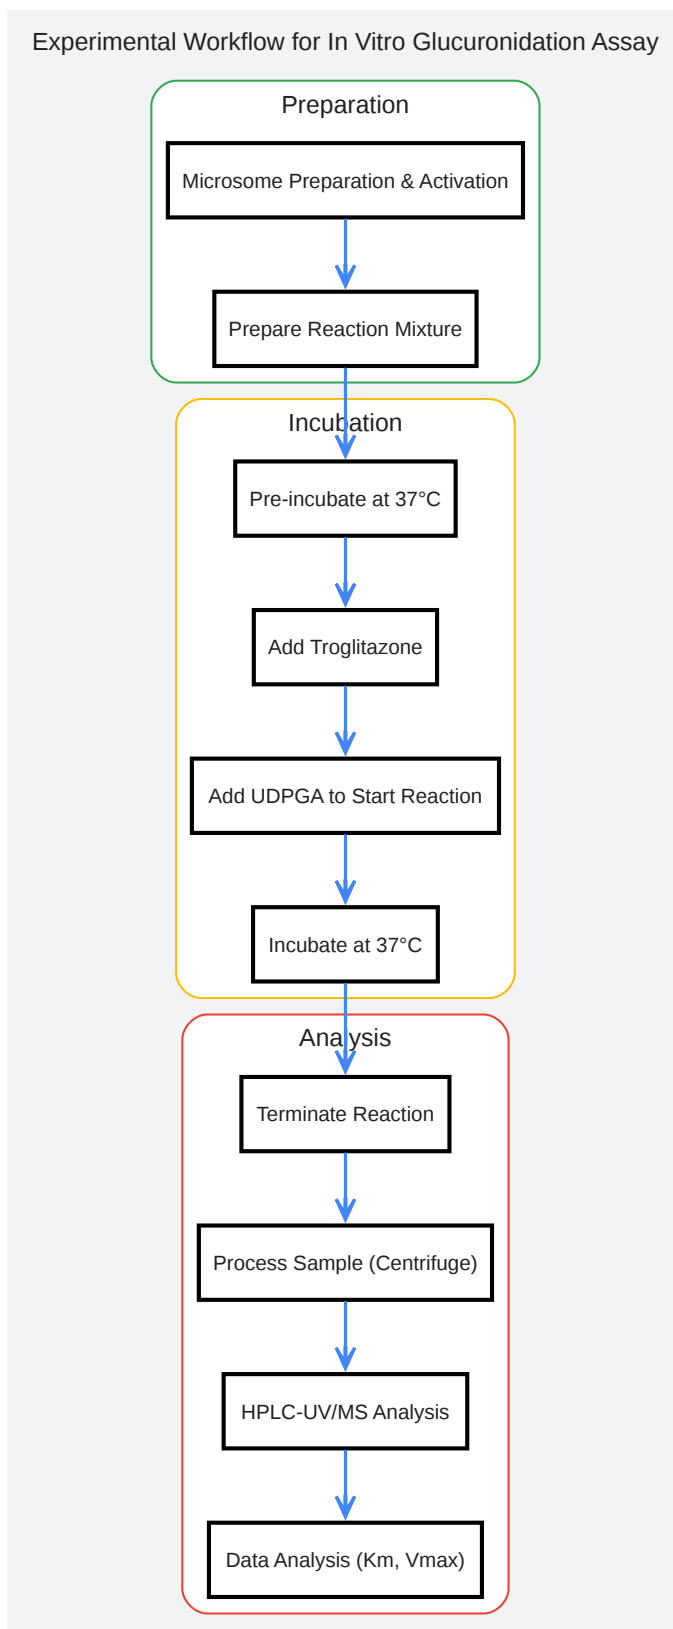 Experimental Workflow for In Vitro Glucuronidation Assay
Preparation
Microsome Preparation & Activation
Prepare Reaction Mixture
Incubation
Pre-incubate at 37°C
Add Troglitazone
Add UDPGA to Start Reaction
Incubate at 37°C
Analysis
Terminate Reaction
Process Sample (Centrifuge)
HPLC-UV/MS Analysis
Data Analysis (Km, Vmax)